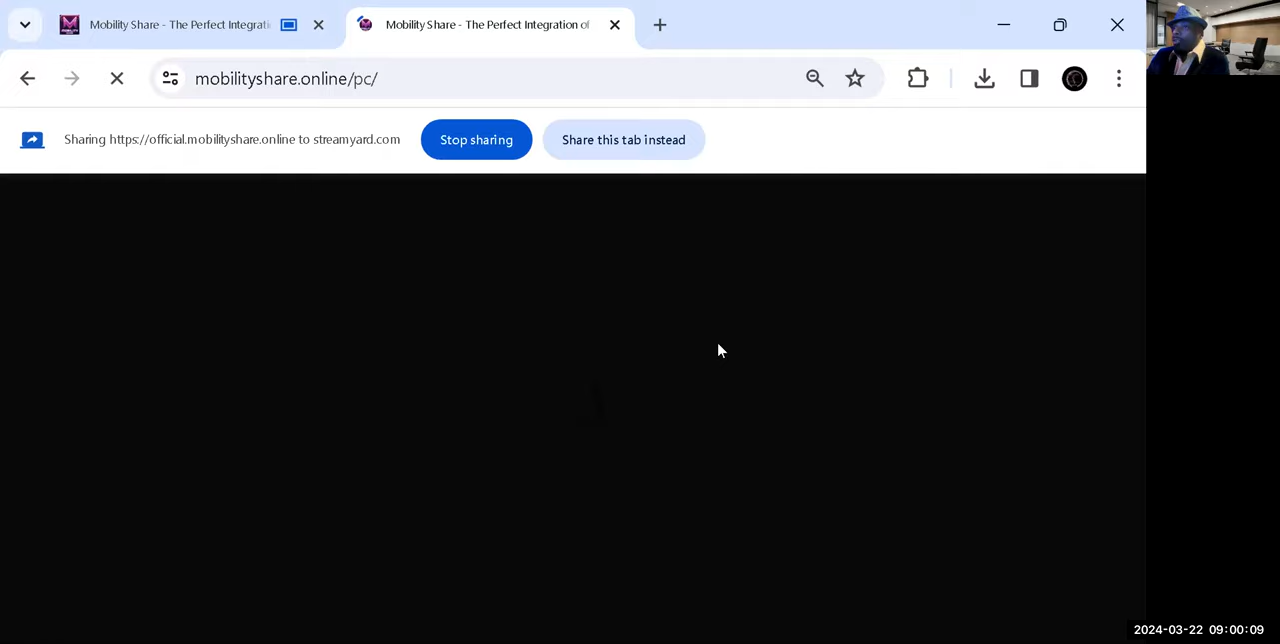 Mobility Share - The Perfect Integrati
Mobility Share - The Perfect Integration of
mobilityshare.online/pc/
Sharing https://official.mobilityshare.online to streamyard.com
Stop sharing
Share this tab instead
2024-03-22 09:00:09